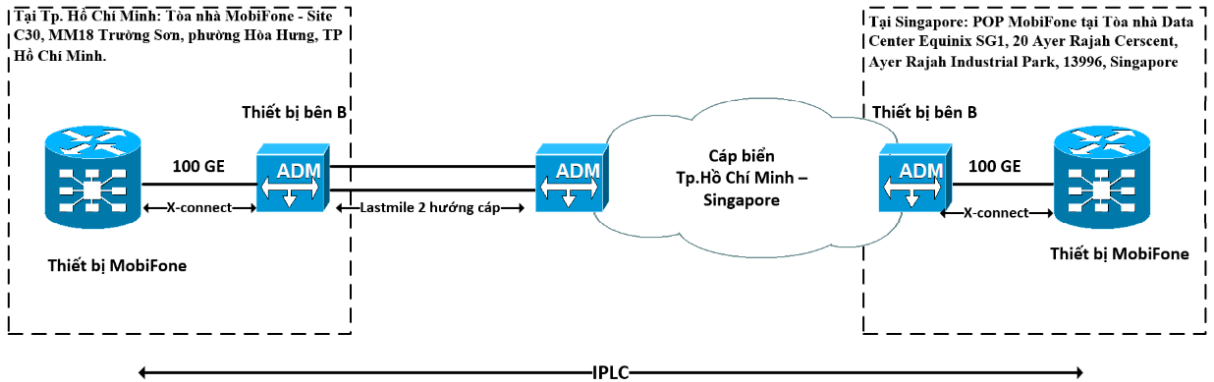 Tại Tp. Hồ Chí Minh: Tòa nhà MobiFone - Site
C30, MM18 Trường Sơn, phường Hòa Hưng, TP
Hồ Chí Minh.
Tại Singapore: POP MobiFone tại Tòa nhà Data
Center Equinix SG1, 20 Ayer Rajah Cerscent,
Ayer Rajah Industrial Park, 13996, Singapore
Thiết bị bên B
Thiết bị bên B
100 GE
ADM
ADM
Cáp biển
Tp.Hồ Chí Minh –
Singapore
ADM
100 GE
X-connect
Lastmile 2 hướng cáp
X-connect
Thiết bị MobiFone
Thiết bị MobiFone
IPLC